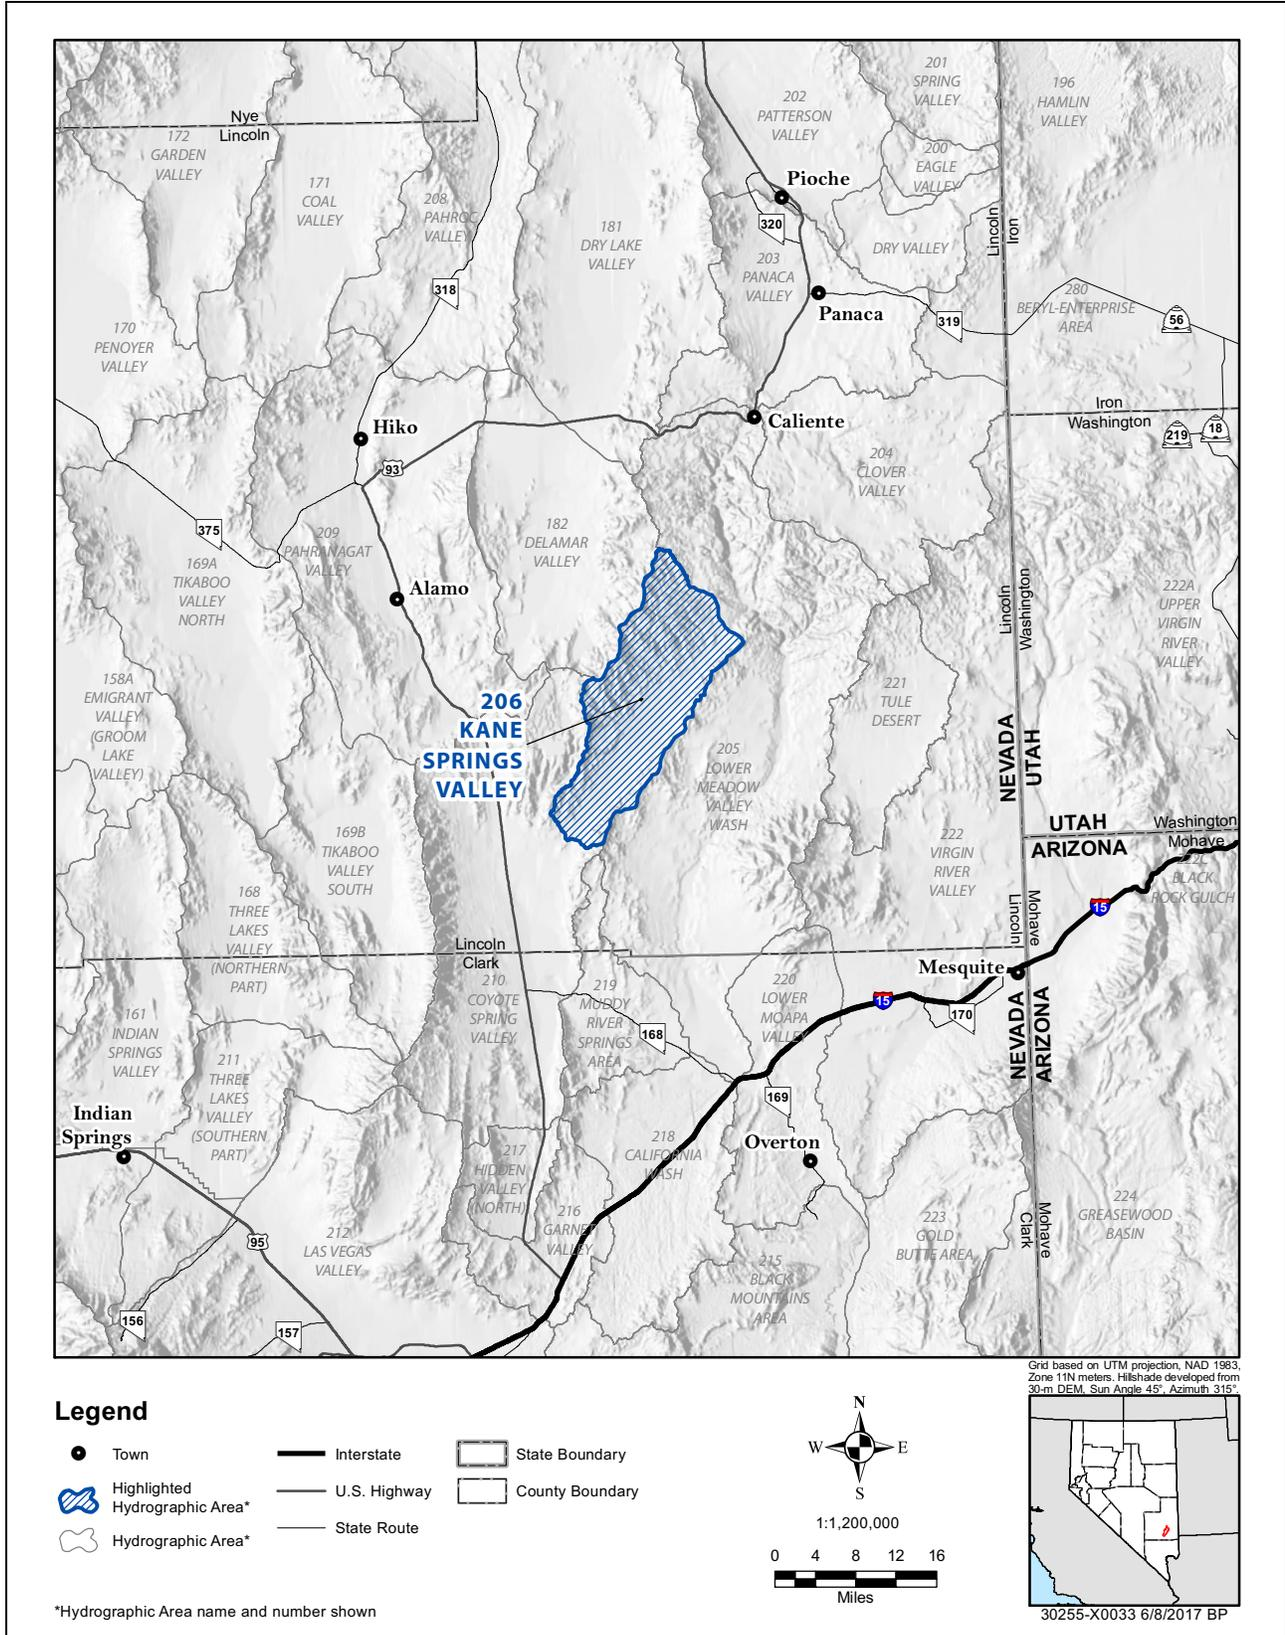 201
SPRING
VALLEY
196
HAMLIN
VALLEY
202
PATTERSON
VALLEY
Nye
Lincoln
172
GARDEN
VALLEY
200
EAGLE
VALLEY
171
COAL
VALLEY
208
PAHROC
VALLEY
Pioche
320
181
DRY LAKE
VALLEY
DRY VALLEY
Lincoln
Iron
203
PANACA
VALLEY
318
Panaca
319
280
BERYL-ENTERPRISE
AREA
56
170
PENOYER
VALLEY
Hiko
93
Caliente
Iron
Washington
219
18
204
CLOVER
VALLEY
375
209
PAHRANAGAT
VALLEY
182
DELAMAR
VALLEY
169A
TIKABOO
VALLEY
NORTH
Alamo
Lincoln
Washington
222A
UPPER
VIRGIN
RIVER
VALLEY
158A
EMIGRANT
VALLEY
(GROOM
LAKE
VALLEY)
206
KANE
SPRINGS
VALLEY
221
TULE
DESERT
205
LOWER
MEADOW
VALLEY
WASH
NEVADA
UTAH
UTAH
ARIZONA
Washington
Mohave
169B
TIKABOO
VALLEY
SOUTH
222
VIRGIN
RIVER
VALLEY
222C
BLACK
ROCK GULCH
168
THREE
LAKES
VALLEY
(NORTHERN
PART)
15
Lincoln
Mohave
Lincoln
Clark
Mesquite
210
COYOTE
SPRING
VALLEY
219
MUDDY
RIVER
SPRINGS
AREA
220
LOWER
MOAPA
VALLEY
15
170
168
161
INDIAN
SPRINGS
VALLEY
NEVADA
ARIZONA
211
THREE
LAKES
VALLEY
(SOUTHERN
PART)
169
Indian
Springs
Overton
218
CALIFORNIA
WASH
217
HIDDEN
VALLEY
(NORTH)
216
GARNET
VALLEY
212
LAS VEGAS
VALLEY
95
223
GOLD
BUTTE AREA
Clark
Mohave
224
GREASEWOOD
BASIN
215
BLACK
MOUNTAINS
AREA
156
157
Grid based on UTM projection, NAD 1983,
Zone 11N meters. Hillshade developed from
30-m DEM, Sun Angle 45°, Azimuth 315°.
Legend
Town
Highlighted
Hydrographic Area*
Hydrographic Area*
Interstate
U.S. Highway
State Route
State Boundary
County Boundary
N
W
E
S
1:1,200,000
0 4 8 12 16
Miles
*Hydrographic Area name and number shown
30255-X0033 6/8/2017 BP